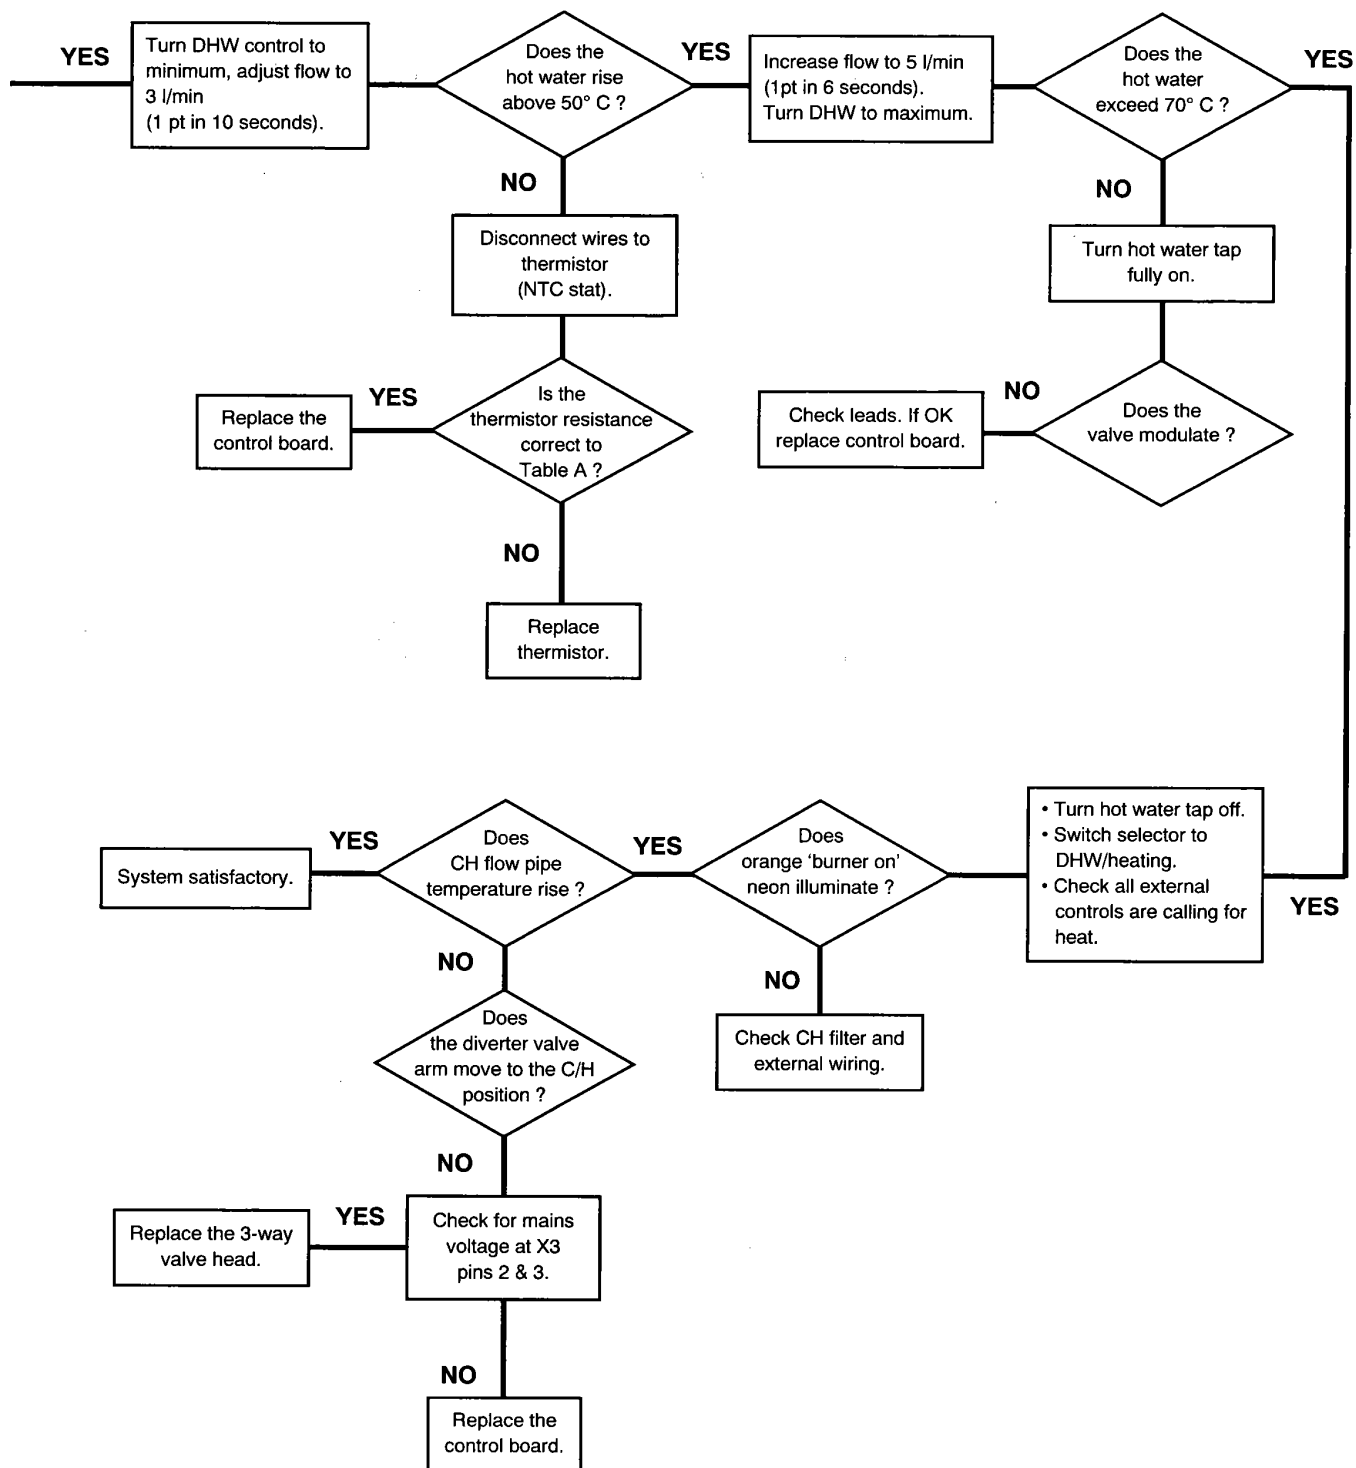 YES
Turn DHW control to
minimum, adjust flow to
3 l/min
(1 pt in 10 seconds).
Does the
hot water rise
above 50° C ?
YES
Increase flow to 5 l/min
(1pt in 6 seconds).
Turn DHW to maximum.
Does the
hot water
exceed 70° C ?
YES
NO
Disconnect wires to
thermistor
(NTC stat).
NO
Turn hot water tap
fully on.
Replace the
control board.
YES
Is the
thermistor resistance
correct to
Table A ?
Check leads. If OK
replace control board.
NO
Does the
valve modulate ?
NO
Replace
thermistor.
System satisfactory.
YES
Does
CH flow pipe
temperature rise ?
YES
Does
orange ‘burner on’
neon illuminate ?
• Turn hot water tap off.
• Switch selector to
DHW/heating.
• Check all external
controls are calling for
heat.
YES
NO
Does
the diverter valve
arm move to the C/H
position ?
NO
Check CH filter and
external wiring.
NO
Replace the 3-way
valve head.
YES
Check for mains
voltage at X3
pins 2 & 3.
NO
Replace the
control board.